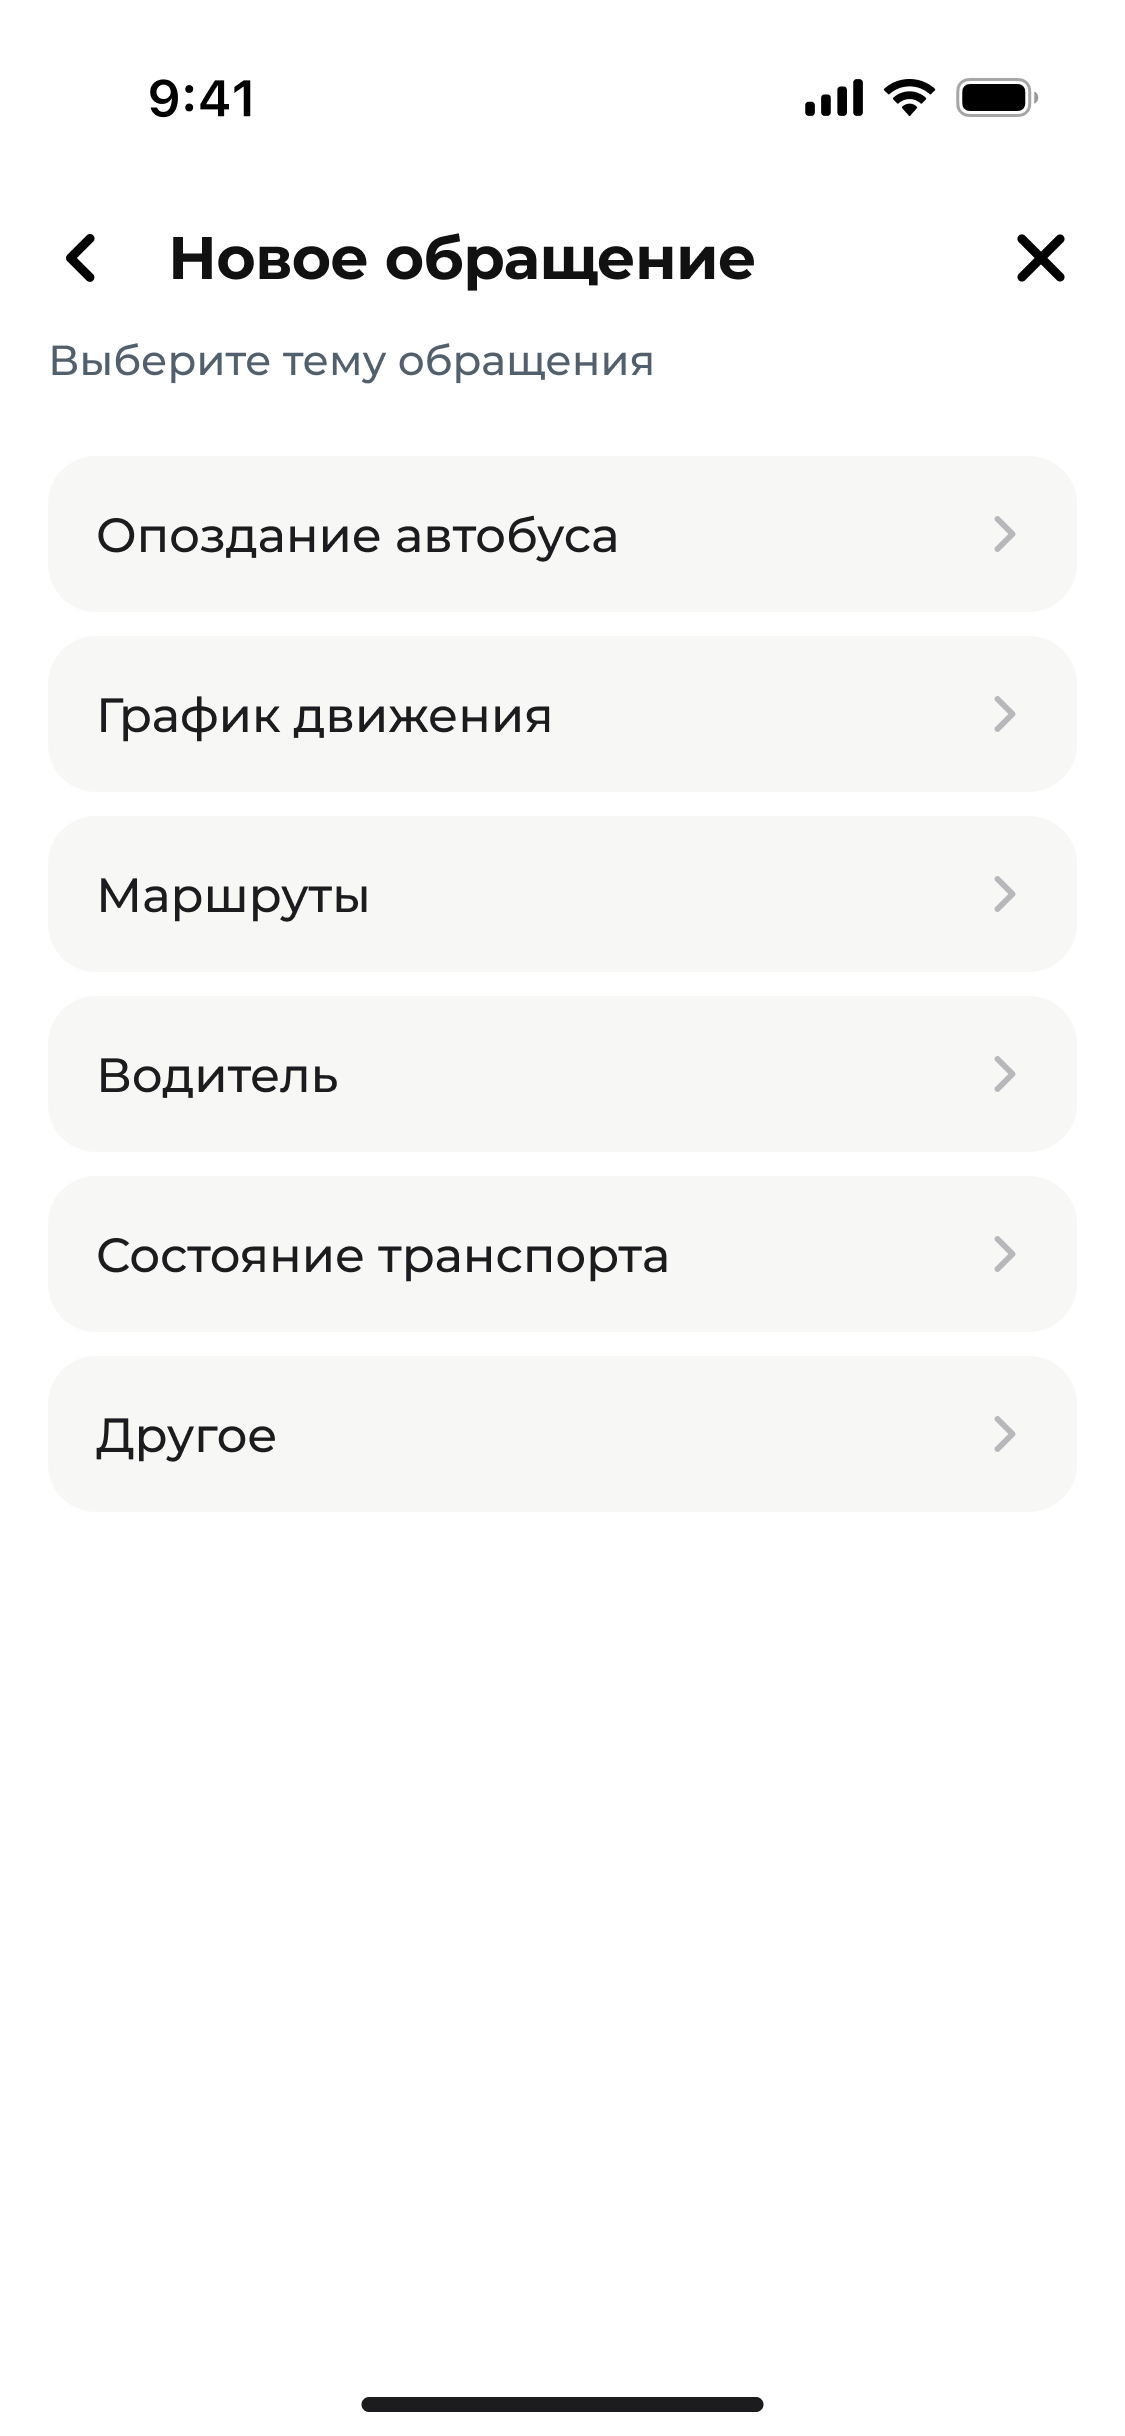 9:41
Новое обращение
Выберите тему обращения
Опоздание автобуса
График движения
Маршруты
Водитель
Состояние транспорта
Другое